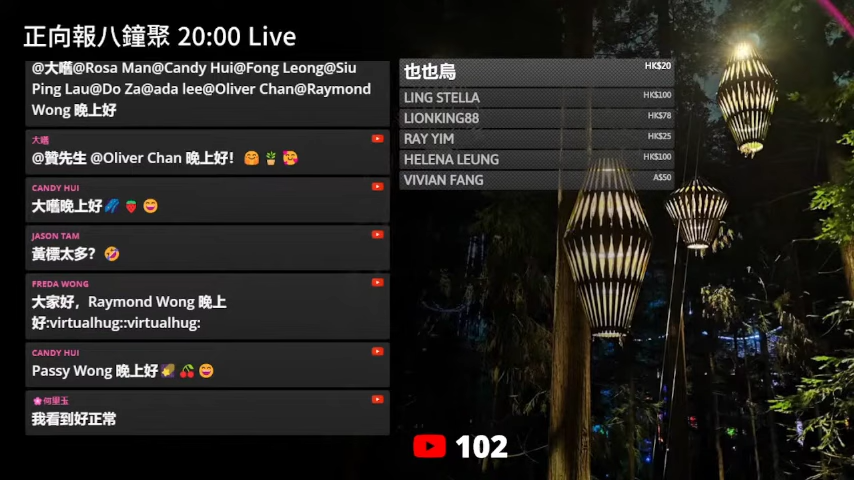 正向報八鐘聚 20:00 Live
@大嚿@Rosa Man@Candy Hui@Fong Leong@Siu
Ping Lau@Do Za@ada lee@Oliver Chan@Raymond
Wong 晚上好
大嚿
@贊先生 @Oliver Chan 晚上好！ 🤗 🪴 🥰
CANDY HUI
大嚿晚上好 🍓 😄
JASON TAM
黃標太多？ 🤣
FREDA WONG
大家好，Raymond Wong 晚上
好:virtualhug::virtualhug:
CANDY HUI
Passy Wong 晚上好🌠🍒😄
🌸何里玉
我看到好正常
也也烏 HK$20
LING STELLA HK$100
LIONKING88 HK$78
RAY YIM HK$25
HELENA LEUNG HK$100
VIVIAN FANG A$50
102